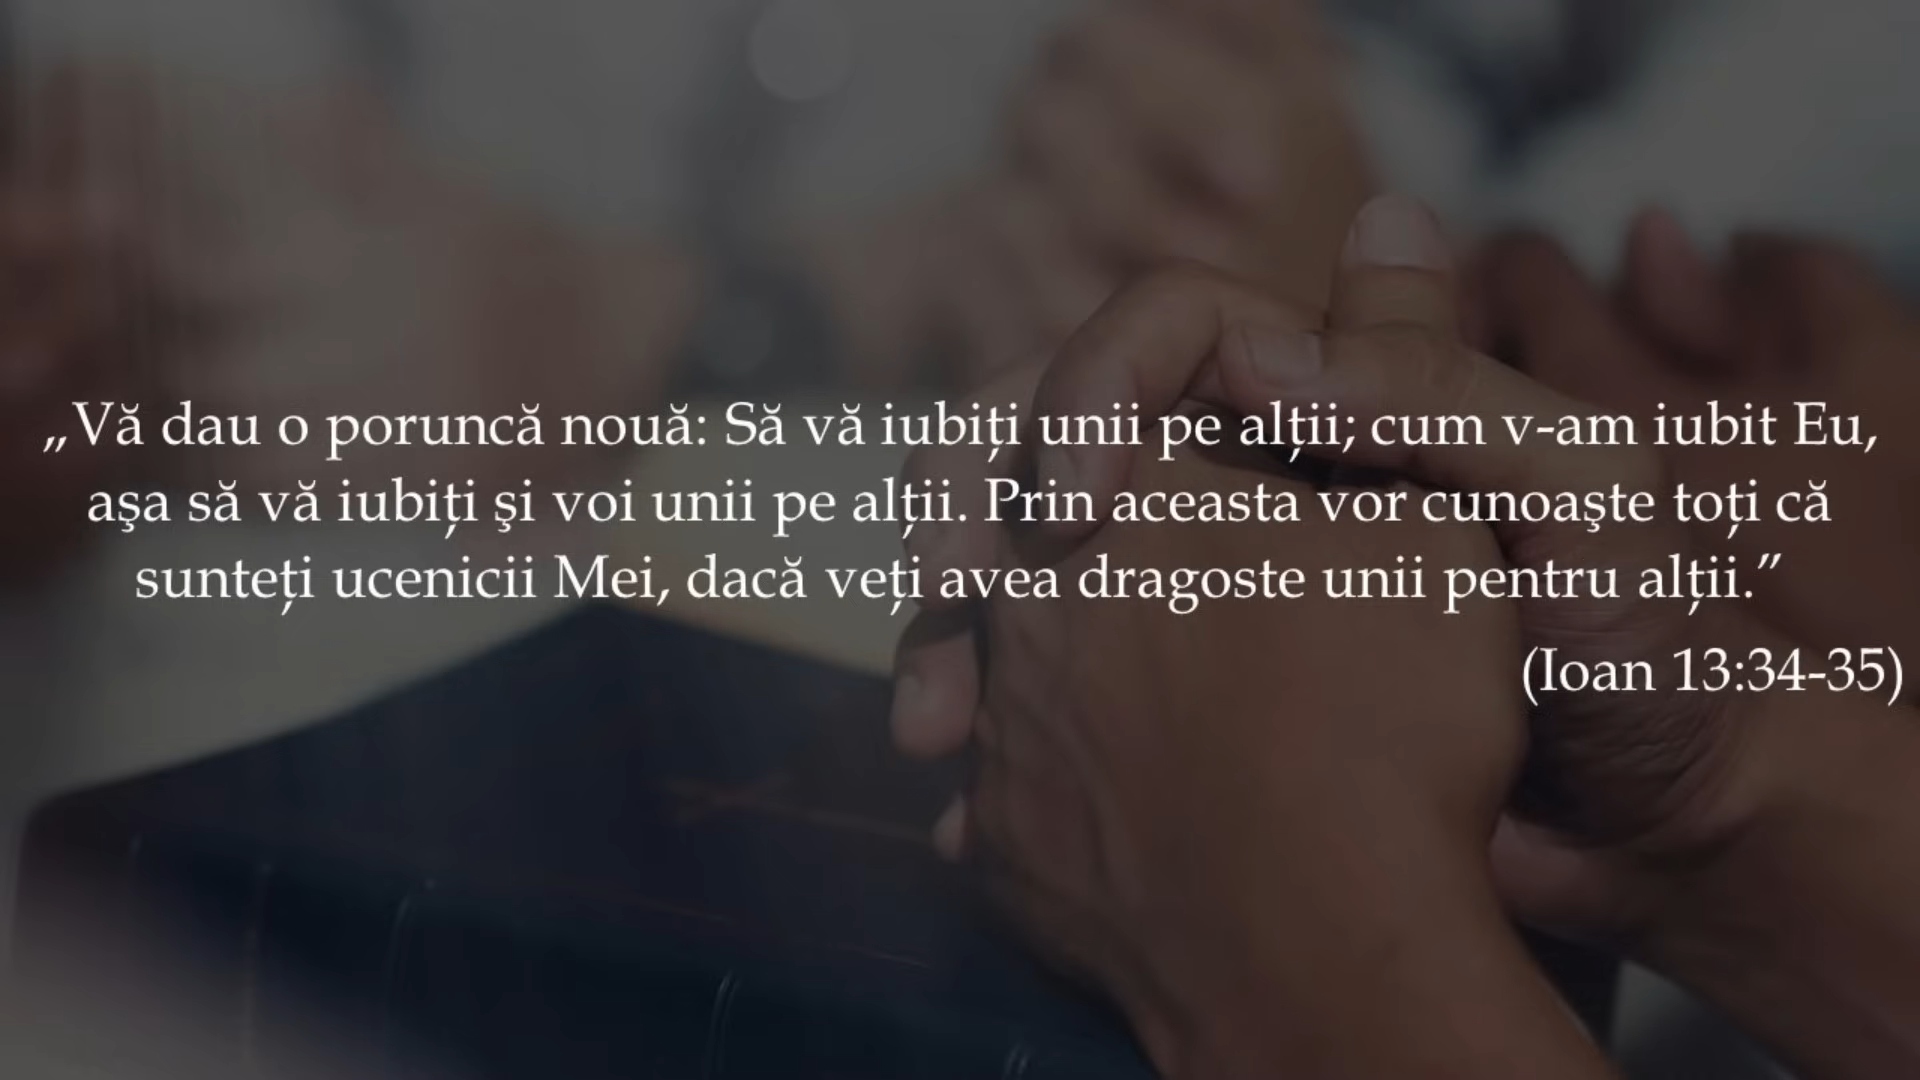 „Vă dau o poruncă nouă: Să vă iubiți unii pe alții; cum v-am iubit Eu,
aşa să vă iubiți şi voi unii pe alții. Prin aceasta vor cunoaşte toți că
sunteți ucenicii Mei, dacă veți avea dragoste unii pentru alții.”
(Ioan 13:34-35)